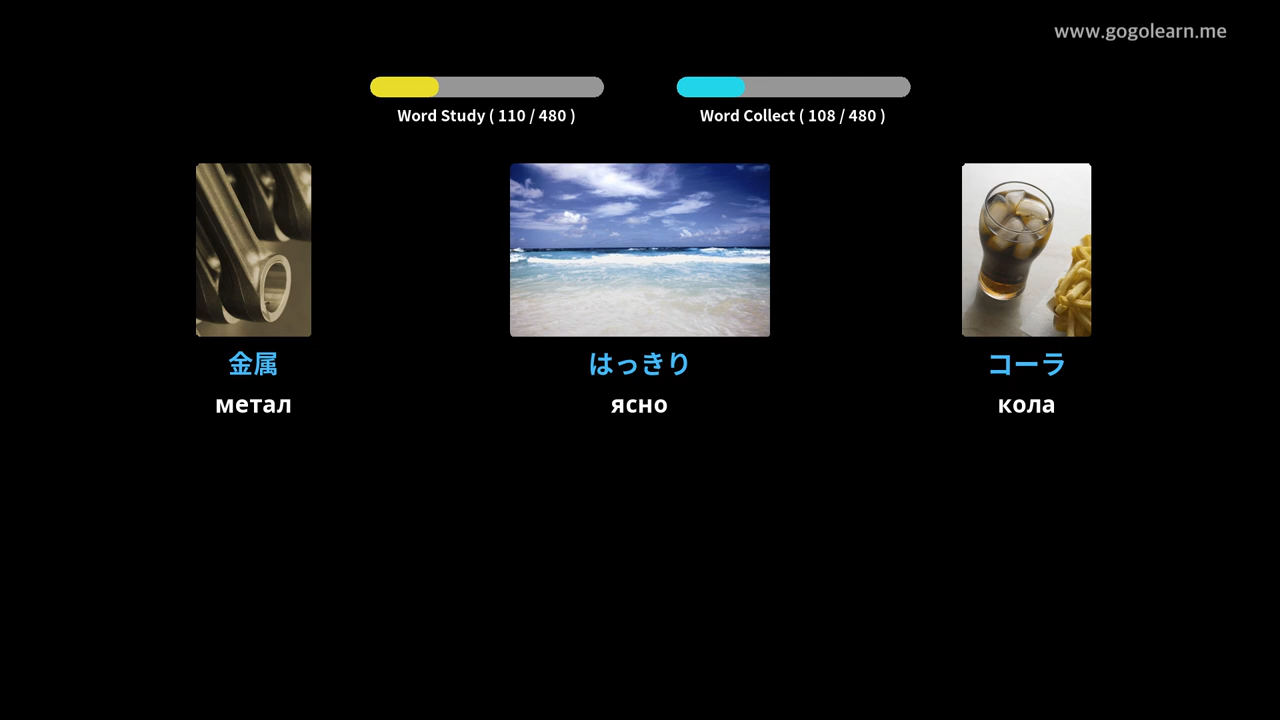 www.gogolearn.me
Word Study ( 110 / 480 )
Word Collect ( 108 / 480 )
金属
はっきり
コーラ
метал
ясно
кола